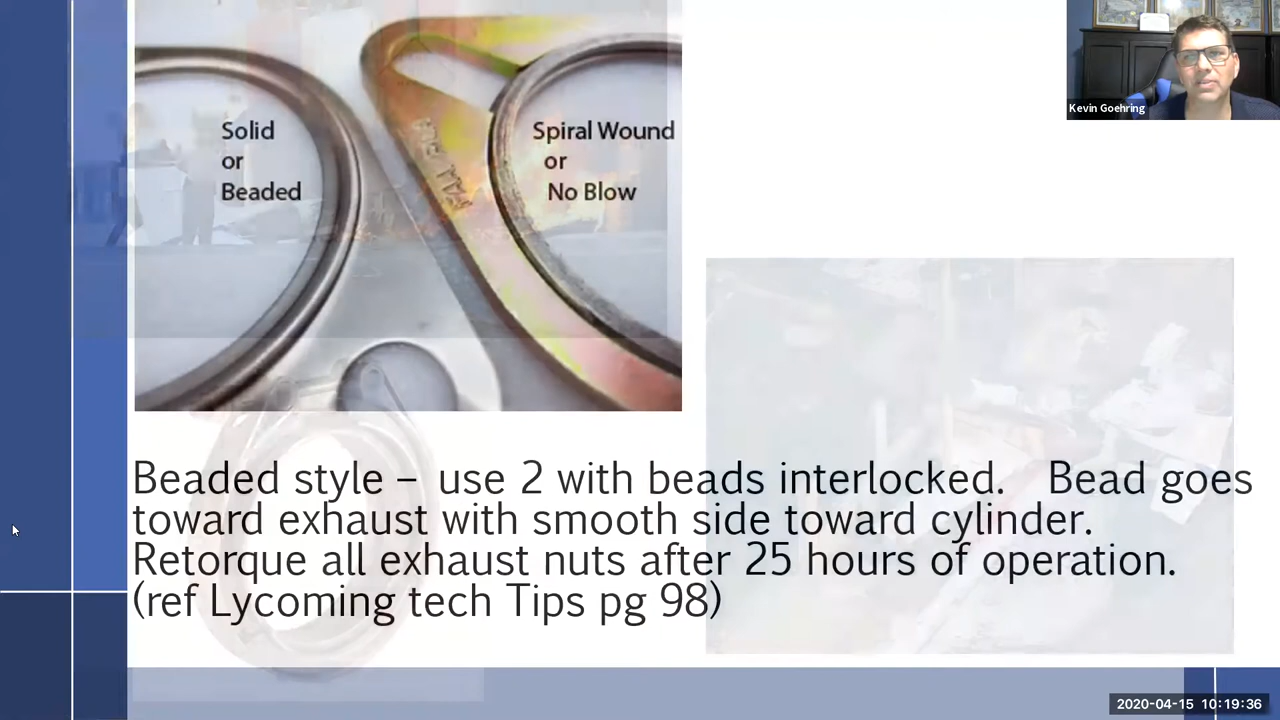 Kevin Goehring
Solid
or
Beaded
Spiral Wound
or
No Blow
Beaded style – use 2 with beads interlocked. Bead goes
toward exhaust with smooth side toward cylinder.
Retorque all exhaust nuts after 25 hours of operation.
(ref Lycoming tech Tips pg 98)
2020-04-15 10:19:36